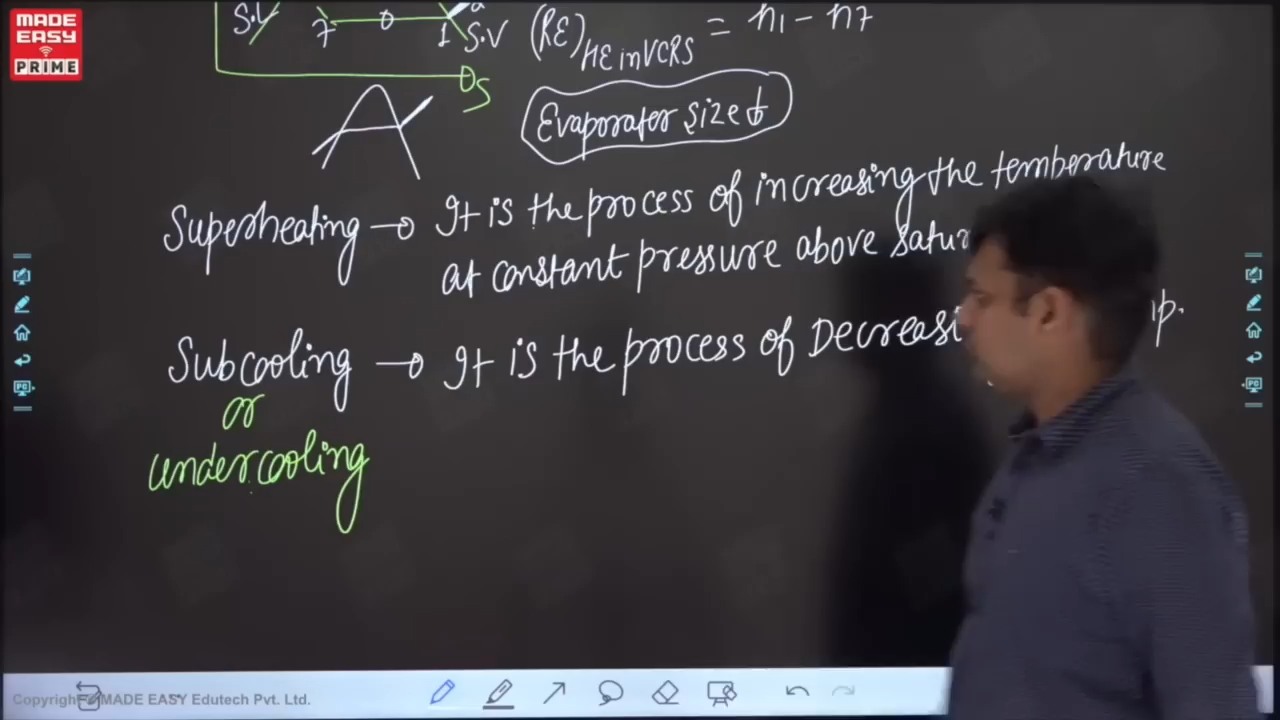 MADE
EASY
PRIME
S.L 7 1 S.V (RE)HE in VCRS = h1 - h7
S
Evaporator size ↓
Superheating → It is the process of increasing the temperature
at constant pressure above satur
Subcooling → It is the process of Decreasi
or
undercooling
Copyright © MADE EASY Edutech Pvt. Ltd.